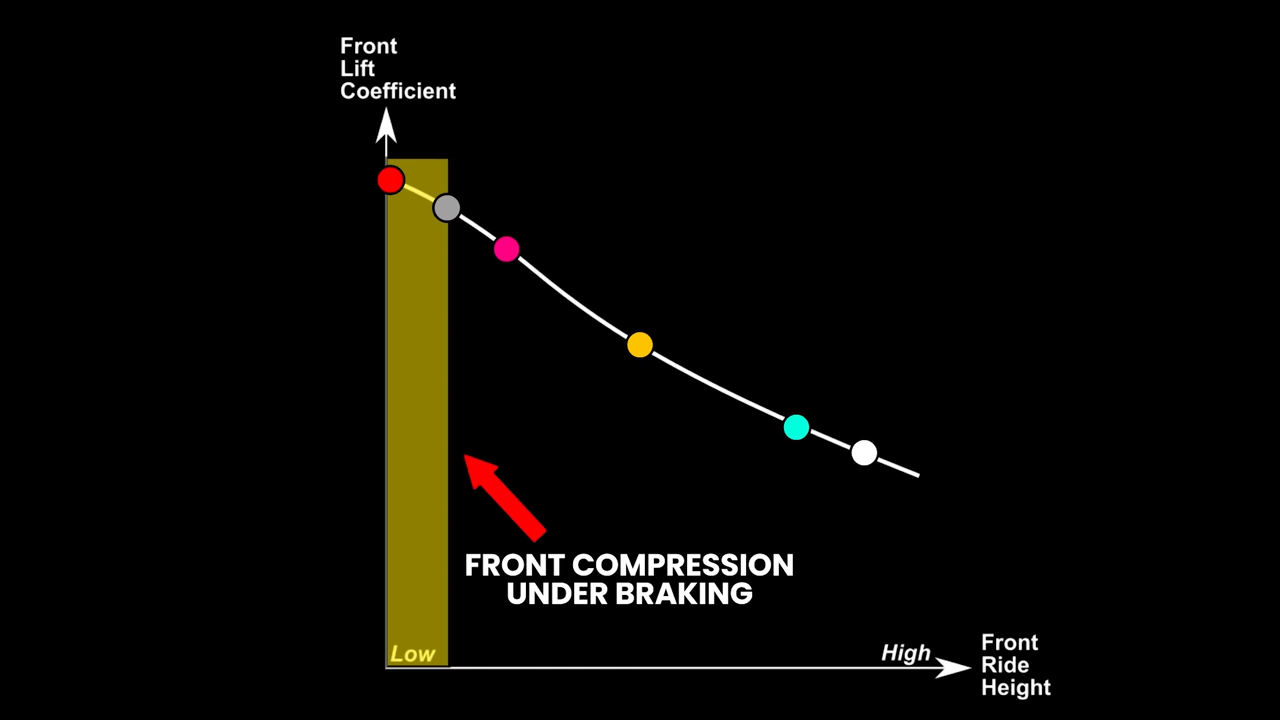 Front
Lift
Coefficient
FRONT COMPRESSION
UNDER BRAKING
Low
High
Front
Ride
Height